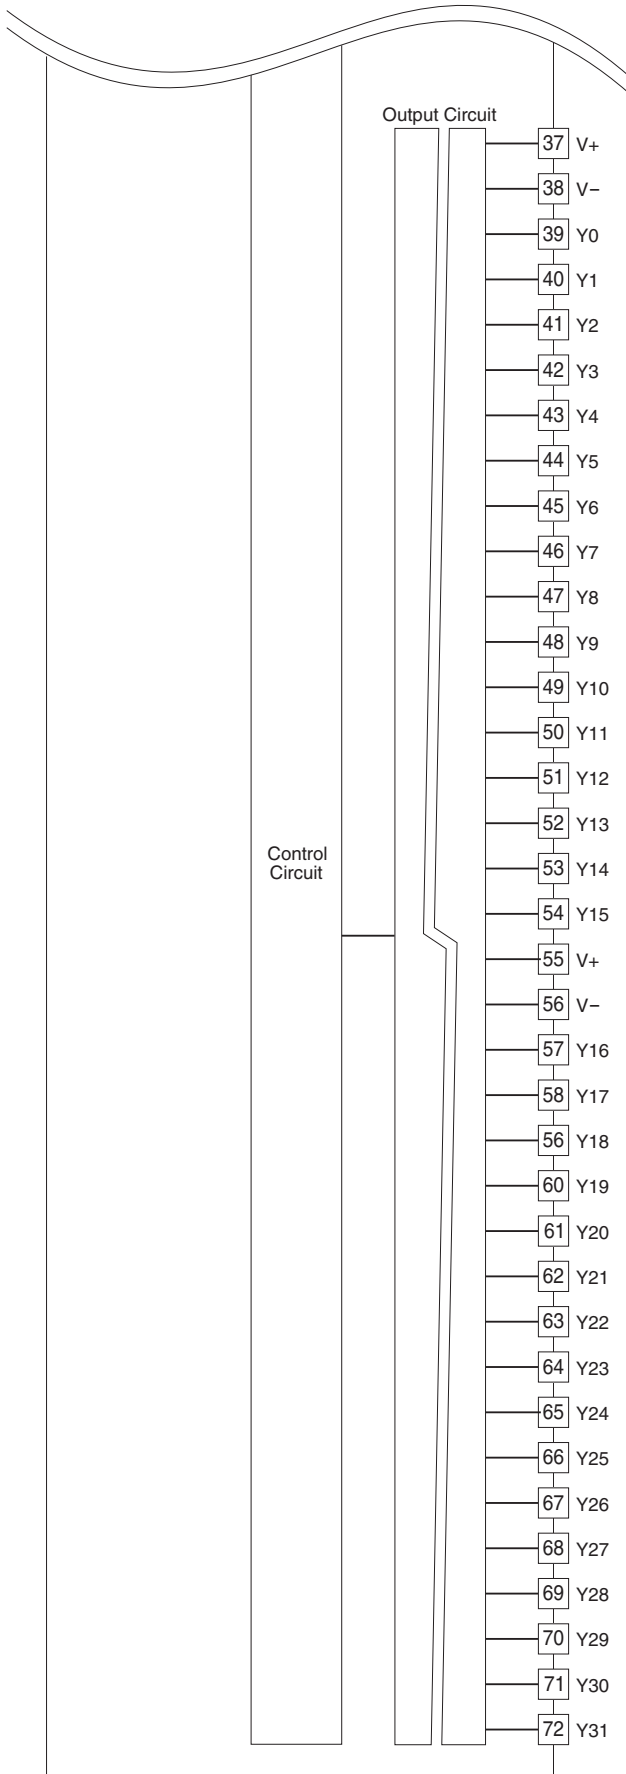 Output Circuit
37 V+
38 V−
39 Y0
40 Y1
41 Y2
42 Y3
43 Y4
44 Y5
45 Y6
46 Y7
47 Y8
48 Y9
49 Y10
50 Y11
51 Y12
52 Y13
Control
Circuit
53 Y14
54 Y15
55 V+
56 V−
57 Y16
58 Y17
56 Y18
60 Y19
61 Y20
62 Y21
63 Y22
64 Y23
65 Y24
66 Y25
67 Y26
68 Y27
69 Y28
70 Y29
71 Y30
72 Y31